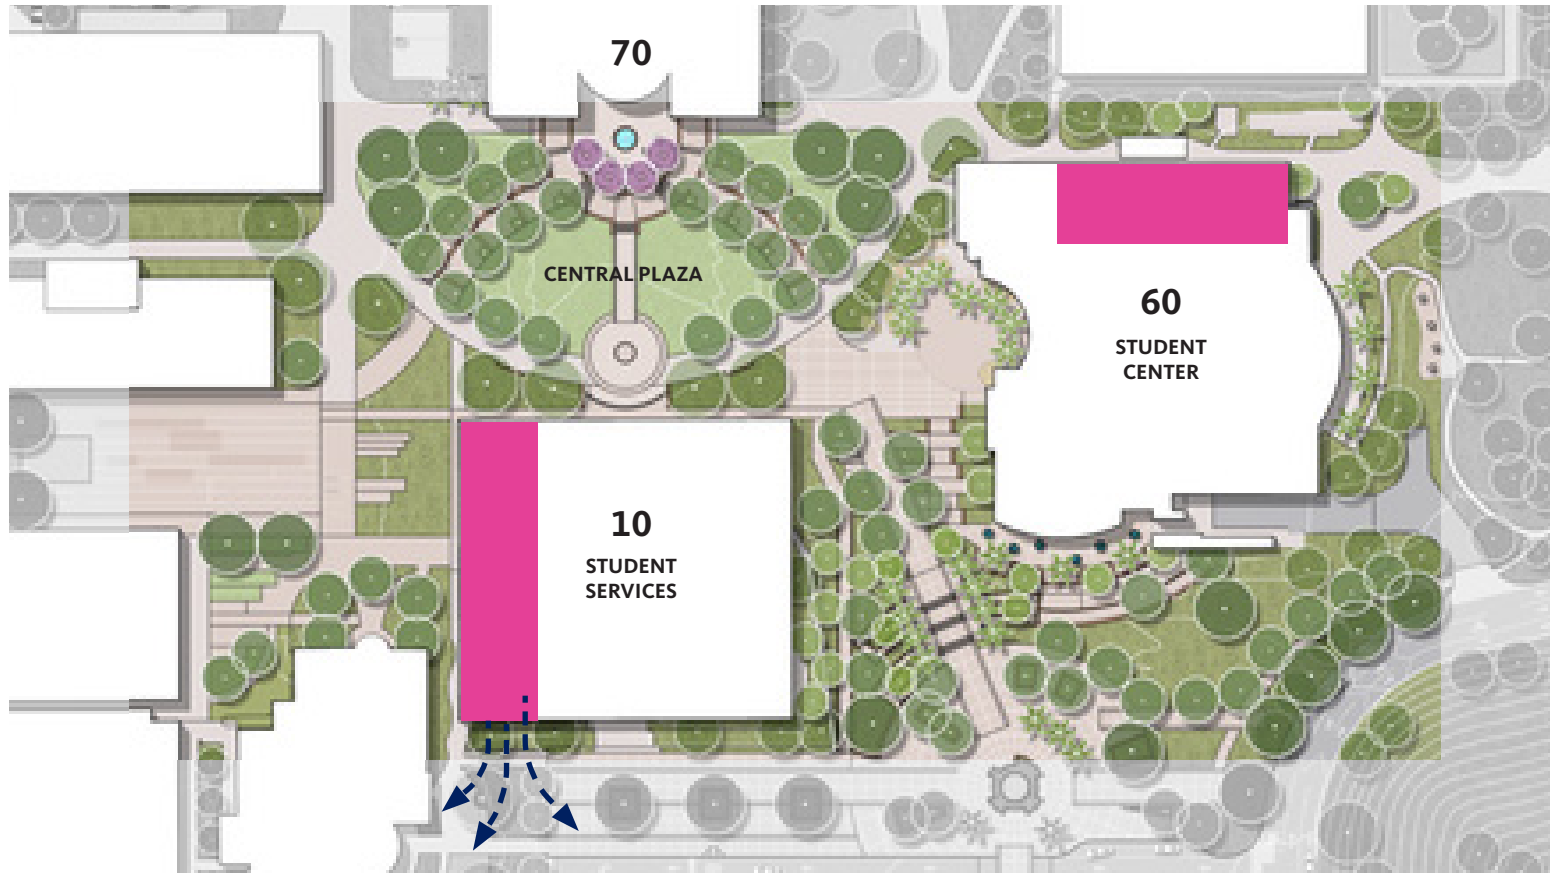 70
CENTRAL PLAZA
60
STUDENT
CENTER
10
STUDENT
SERVICES